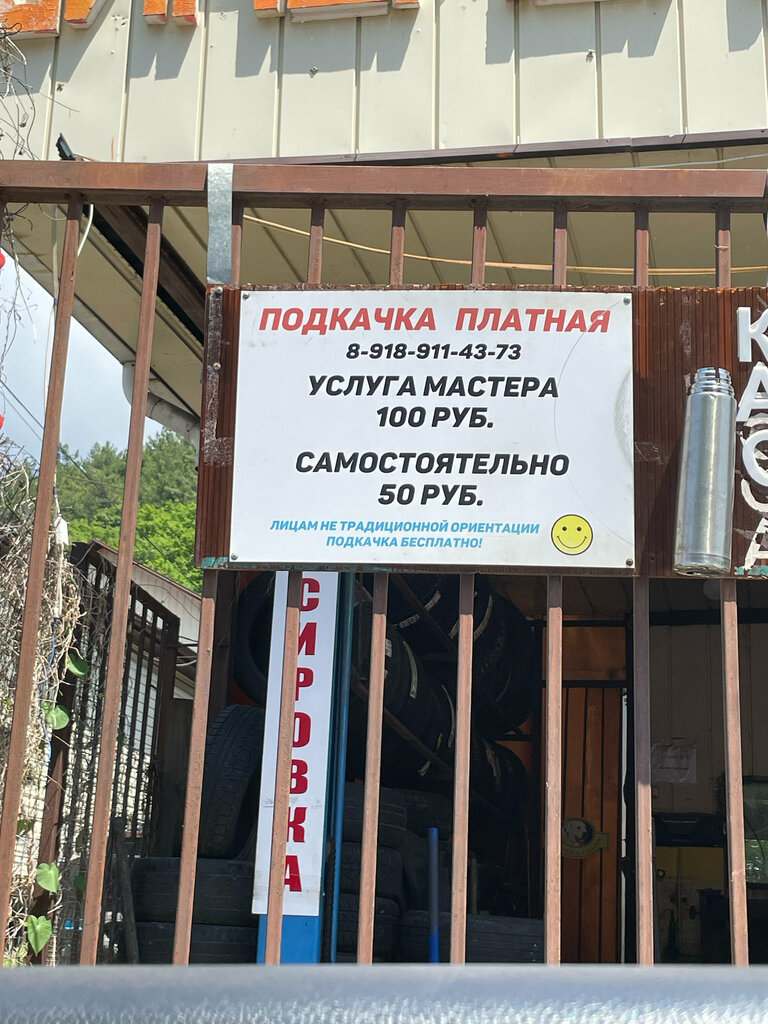 ПОДКАЧКА ПЛАТНАЯ
8-918-911-43-73
УСЛУГА МАСТЕРА
100 РУБ.
САМОСТОЯТЕЛЬНО
50 РУБ.
ЛИЦАМ НЕ ТРАДИЦИОННОЙ ОРИЕНТАЦИИ
ПОДКАЧКА БЕСПЛАТНО!
КАССА
СИРОВКА